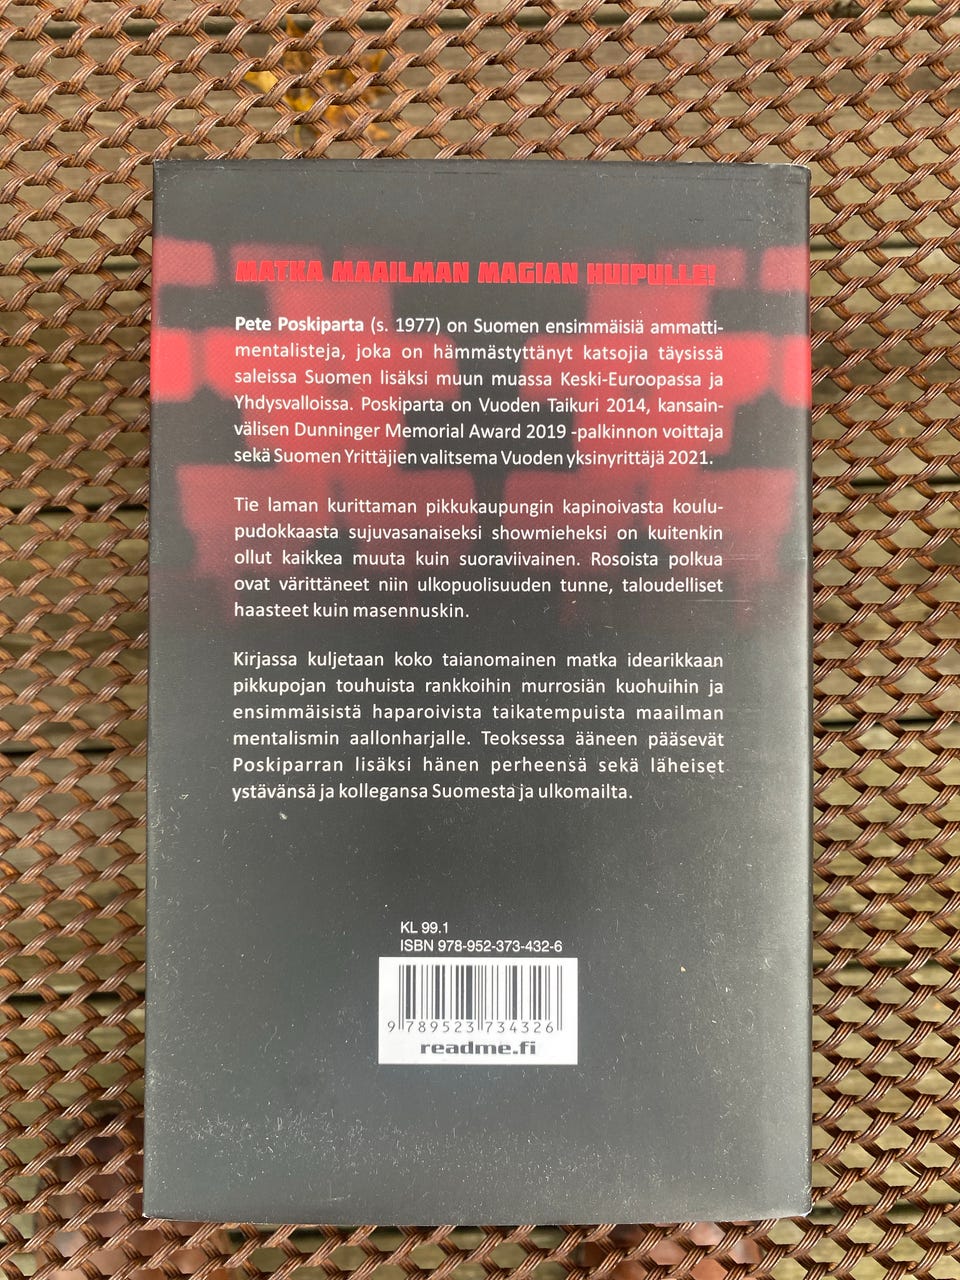 MATKA MAAILMAN MAGIAN HUIPULLE!
Pete Poskiparta (s. 1977) on Suomen ensimmäisiä ammatti-
mentalisteja, joka on hämmästyttänyt katsojia täysissä
saleissa Suomen lisäksi muun muassa Keski-Euroopassa ja
Yhdysvalloissa. Poskiparta on Vuoden Taikuri 2014, kansain-
välisen Dunninger Memorial Award 2019 -palkinnon voittaja
sekä Suomen Yrittäjien valitsema Vuoden yksinyrittäjä 2021.
Tie laman kurittaman pikkukaupungin kapinoivasta koulu-
pudokkaasta sujuvasanaiseksi showmieheksi on kuitenkin
ollut kaikkea muuta kuin suoraviivainen. Rosoista polkua
ovat värittäneet niin ulkopuolisuuden tunne, taloudelliset
haasteet kuin masennuskin.
Kirjassa kuljetaan koko taianomainen matka idearikkaan
pikkupojan touhuista rankkoihin murrosiän kuohuihin ja
ensimmäisistä haparoivista taikatempuista maailman
mentalismin aallonharjalle. Teoksessa ääneen pääsevät
Poskiparran lisäksi hänen perheensä sekä läheiset
ystävänsä ja kollegansa Suomesta ja ulkomailta.
KL 99.1
ISBN 978-952-373-432-6
9 789523 734326
readme.fi